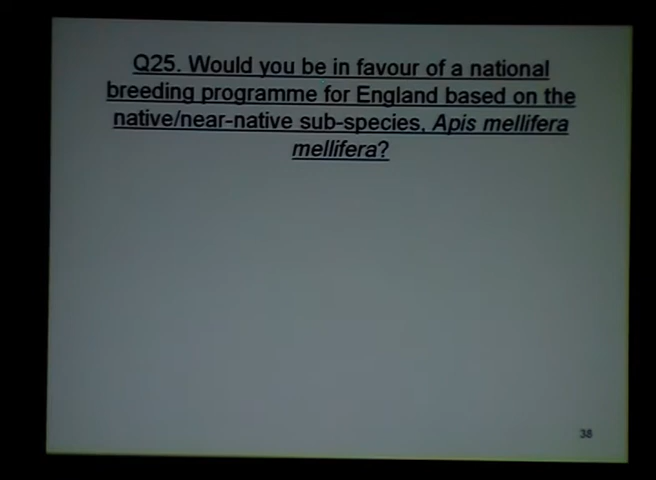 Q25. Would you be in favour of a national
breeding programme for England based on the
native/near-native sub-species, Apis mellifera
mellifera?
38